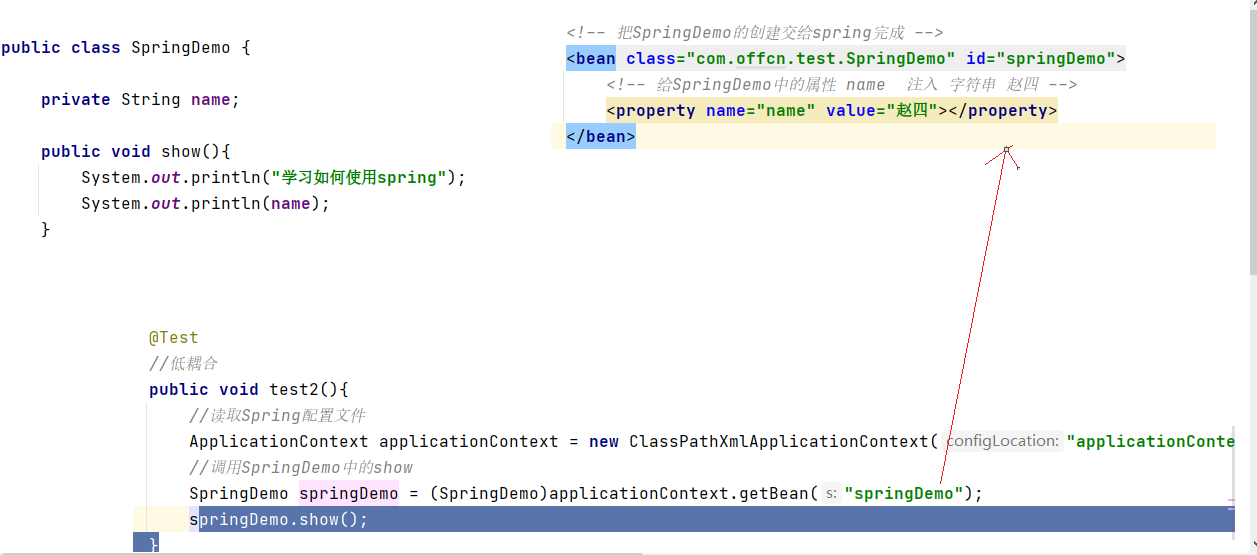 public class SpringDemo {
private String name;
public void show(){
System.out.println("学习如何使用spring");
System.out.println(name);
}
<!-- 把SpringDemo的创建交给spring完成 -->
<bean class="com.offcn.test.SpringDemo" id="springDemo">
<!-- 给SpringDemo中的属性 name  注入 字符串 赵四 -->
<property name="name" value="赵四"></property>
</bean>
@Test
//低耦合
public void test2(){
//读取Spring配置文件
ApplicationContext applicationContext = new ClassPathXmlApplicationContext( configLocation: "applicationConte
//调用SpringDemo中的show
SpringDemo springDemo = (SpringDemo)applicationContext.getBean( s: "springDemo");
springDemo.show();
}